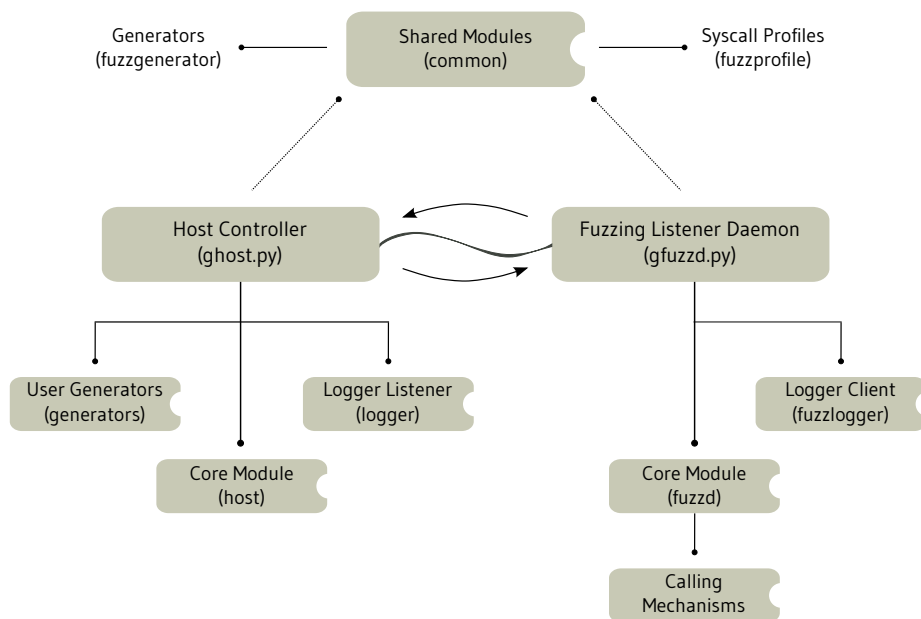 Generators
(fuzzgenerator)
Shared Modules
(common)
Syscall Profiles
(fuzzprofile)
Host Controller
(ghost.py)
Fuzzing Listener Daemon
(gfuzzd.py)
User Generators
(generators)
Logger Listener
(logger)
Logger Client
(fuzzlogger)
Core Module
(host)
Core Module
(fuzzd)
Calling
Mechanisms